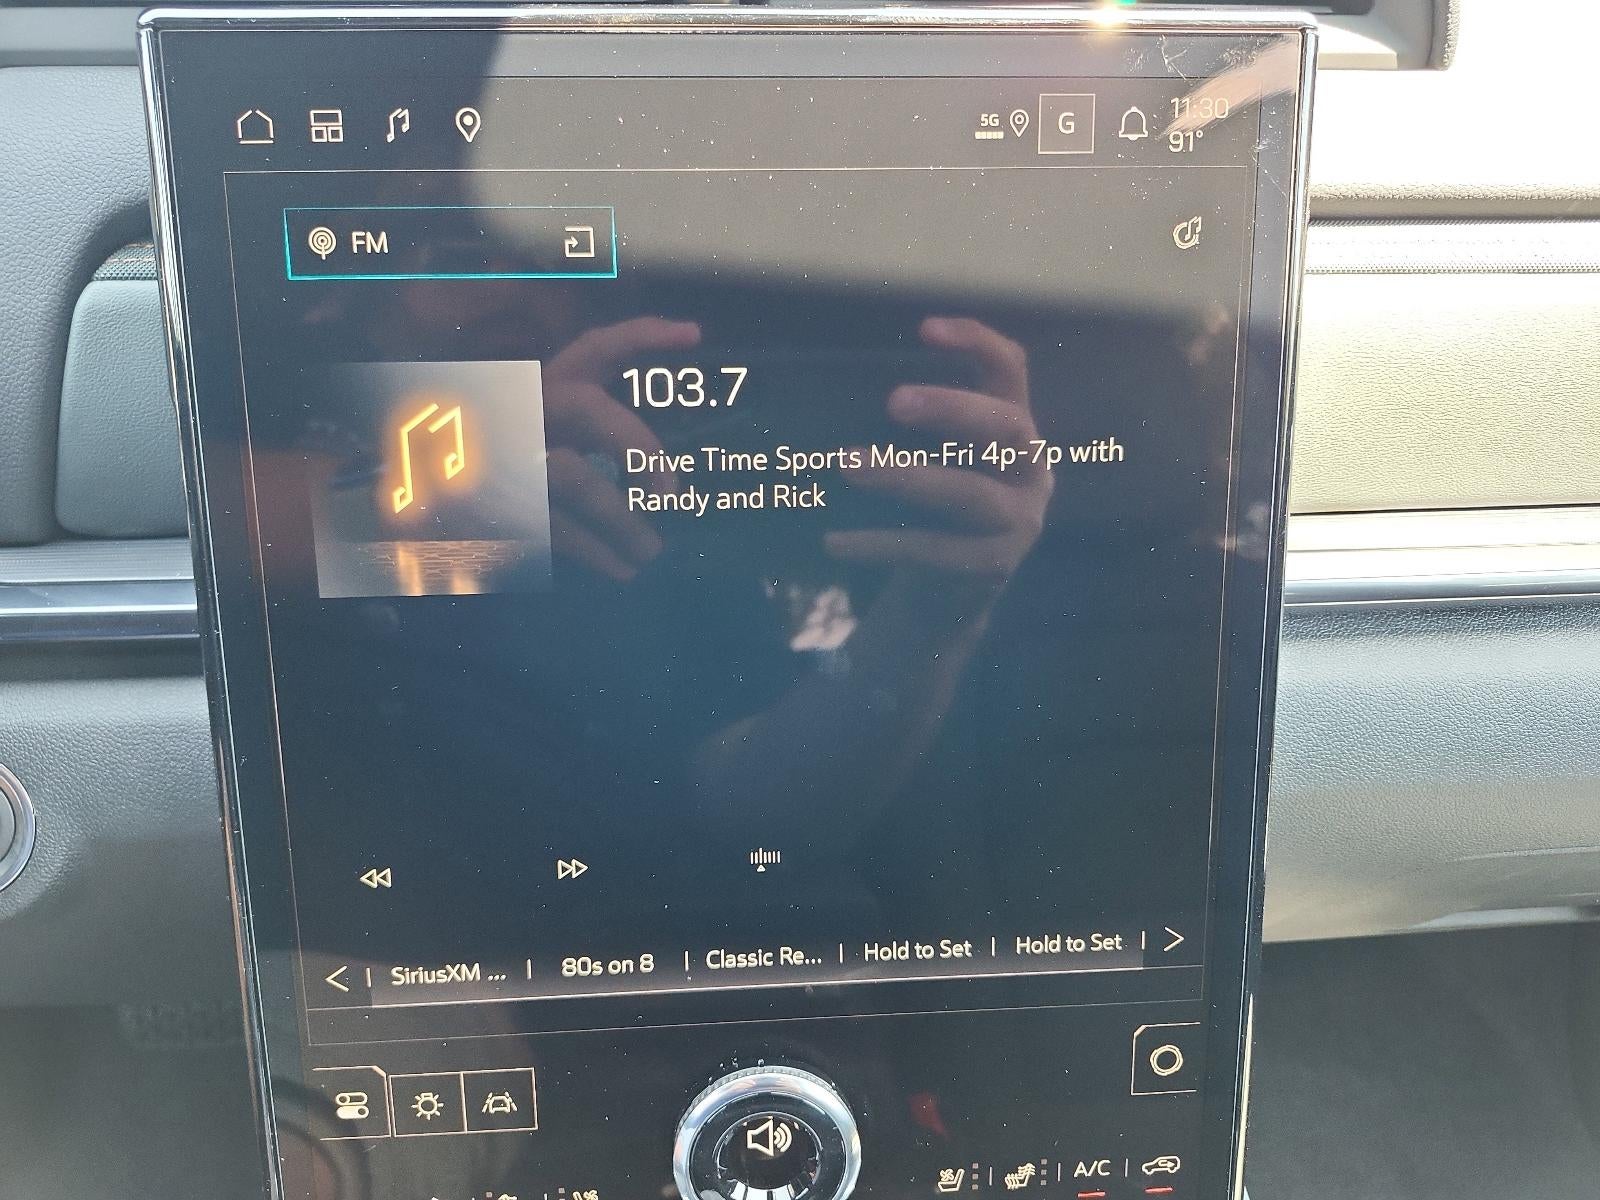 5G
G
11:30
91°
FM
103.7
Drive Time Sports Mon-Fri 4p-7p with
Randy and Rick
< | SiriusXM ... | 80s on 8 | Classic Re... | Hold to Set | Hold to Set | >
A/C